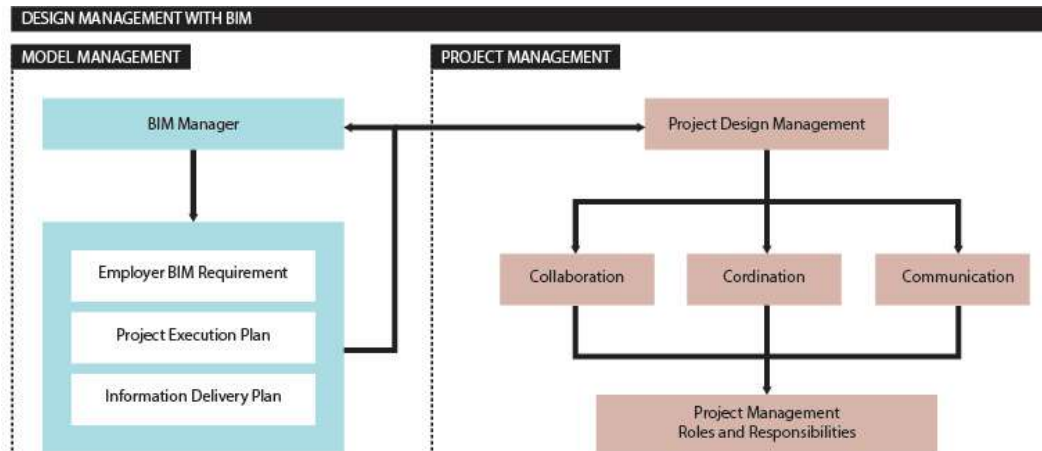 DESIGN MANAGEMENT WITH BIM
MODEL MANAGEMENT
PROJECT MANAGEMENT
BIM Manager
Project Design Management
Employer BIM Requirement
Project Execution Plan
Information Delivery Plan
Collaboration
Cordination
Communication
Project Management
Roles and Responsibilities